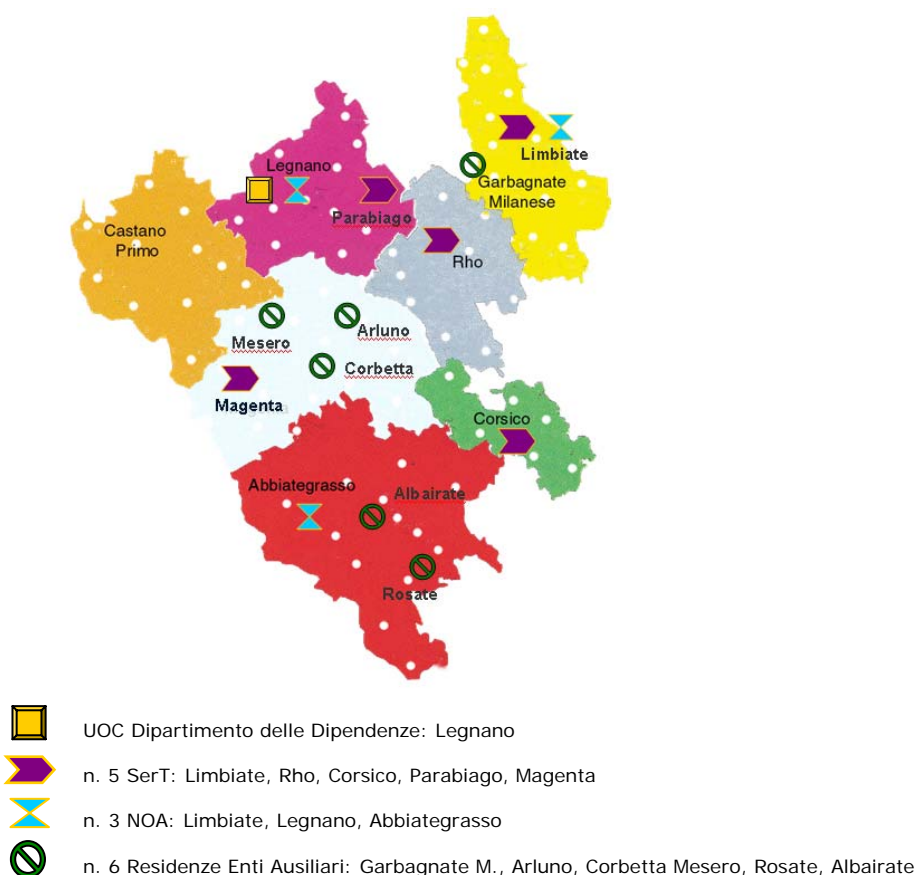 Limbiate
Legnano
Garbagnate
Milanese
Parabiago
Castano
Primo
Rho
Mesero
Arluno
Corbetta
Magenta
Corsico
Abbiategrasso
Albairate
Rosate
UOC Dipartimento delle Dipendenze: Legnano
n. 5 SerT: Limbiate, Rho, Corsico, Parabiago, Magenta
n. 3 NOA: Limbiate, Legnano, Abbiategrasso
n. 6 Residenze Enti Ausiliari: Garbagnate M., Arluno, Corbetta Mesero, Rosate, Albairate